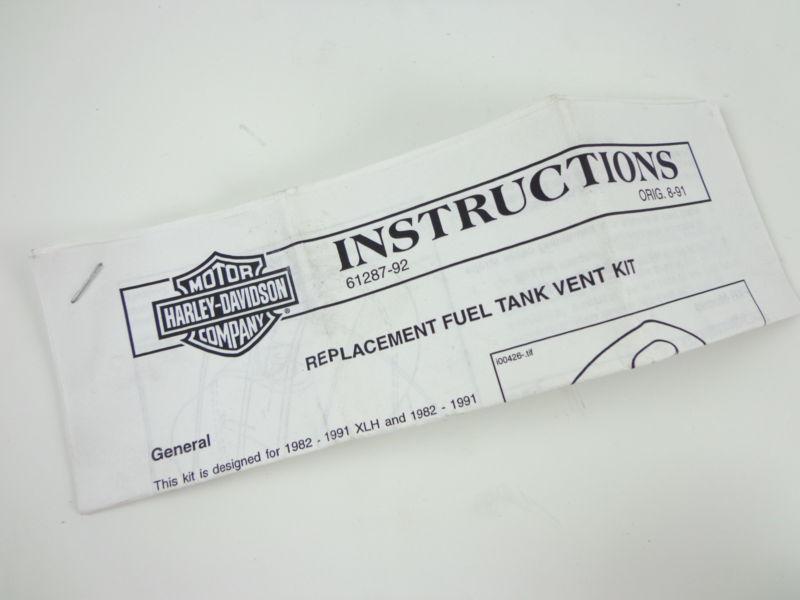 INSTRUCTIONS
ORIG. 8-91
61287-92
MOTOR
HARLEY-DAVIDSON
COMPANY
®
REPLACEMENT FUEL TANK VENT KIT
i00426-.tif
General
This kit is designed for 1982 - 1991 XLH and 1982 - 1991